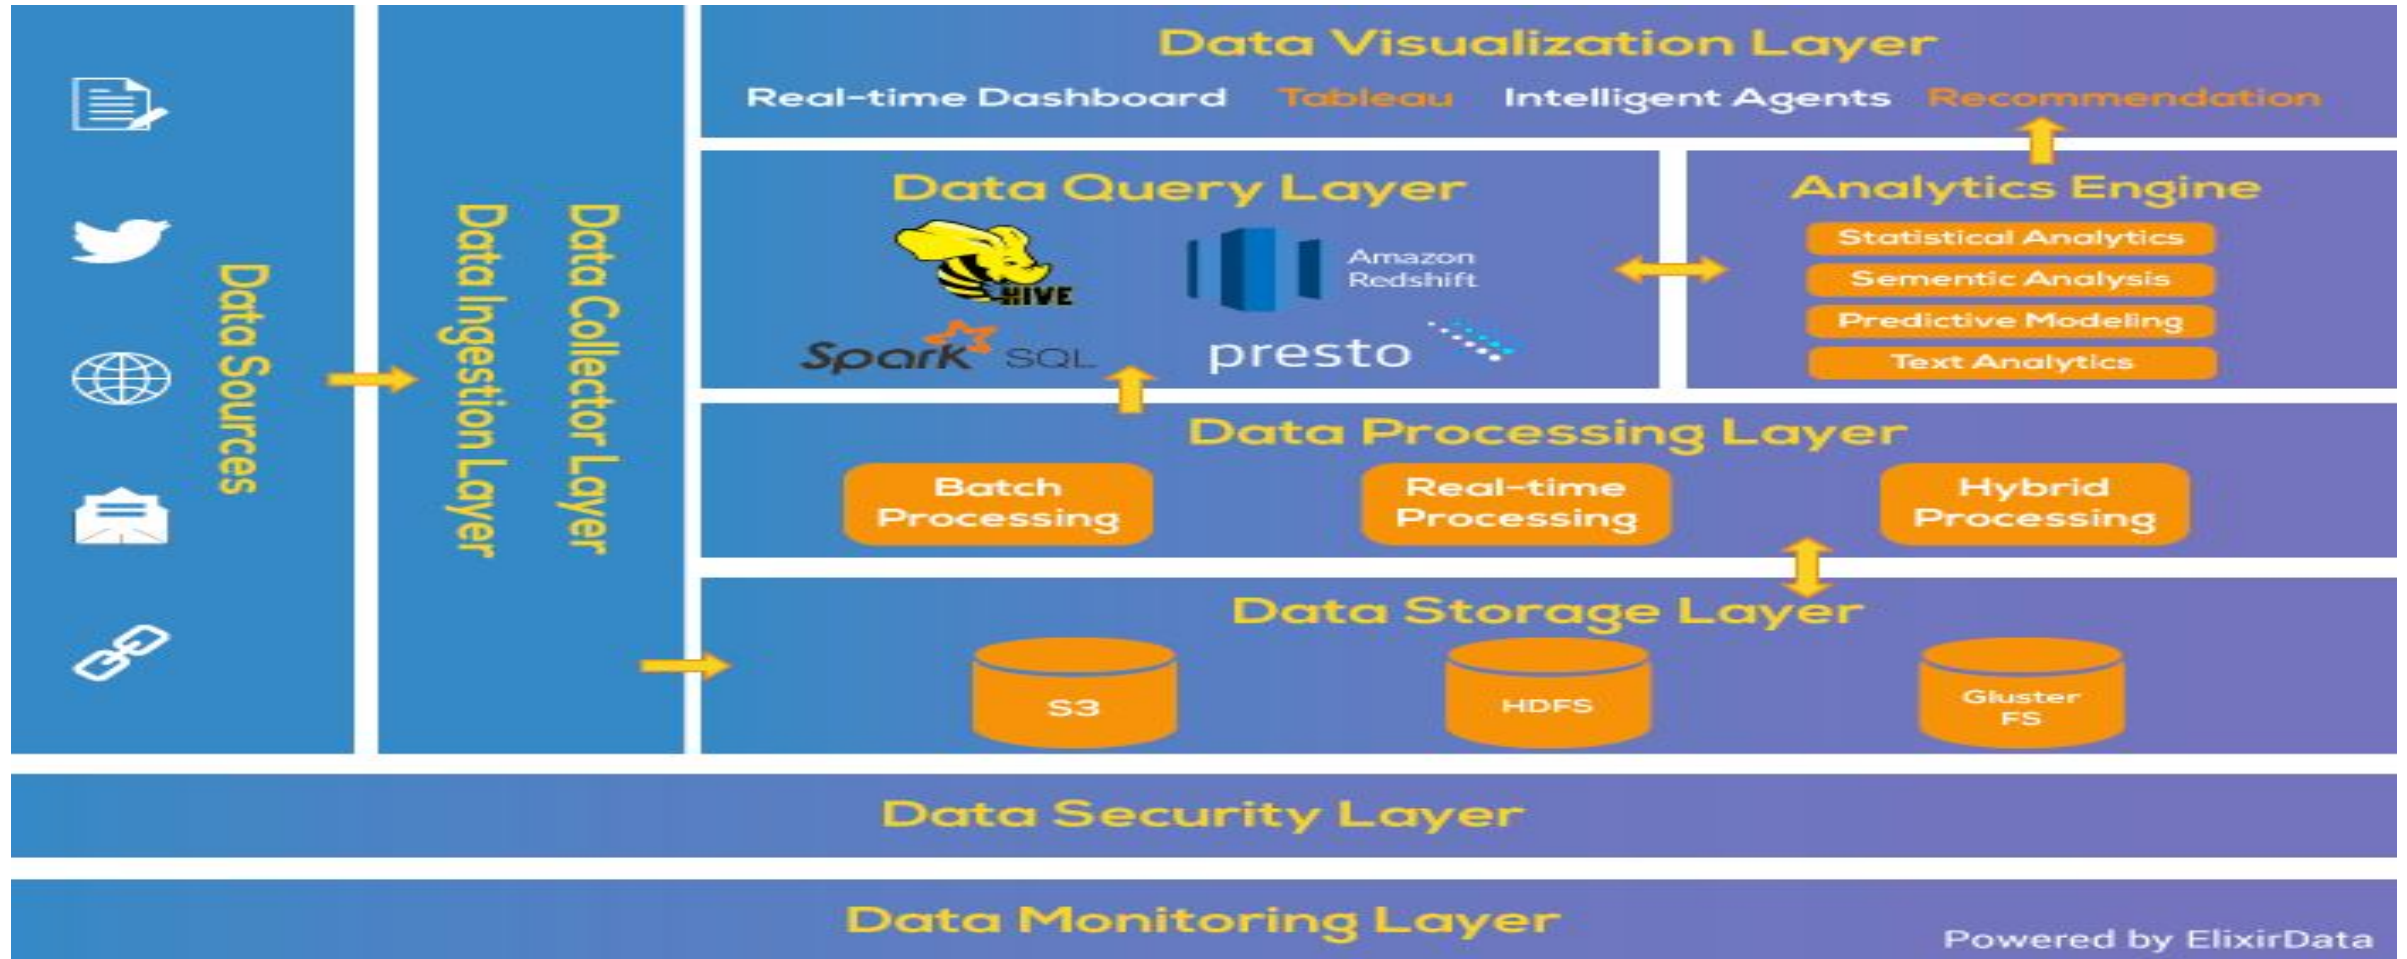 Data Sources
Data Ingestion Layer
Data Collector Layer
Data Visualization Layer
Real-time Dashboard Tableau Intelligent Agents Recommendation
Data Query Layer
HIVE
Amazon
Redshift
Spark SQL
presto
Analytics Engine
Statistical Analytics
Sementic Analysis
Predictive Modeling
Text Analytics
Data Processing Layer
Batch
Processing
Real-time
Processing
Hybrid
Processing
Data Storage Layer
S3
HDFS
Gluster
FS
Data Security Layer
Data Monitoring Layer
Powered by ElixirData